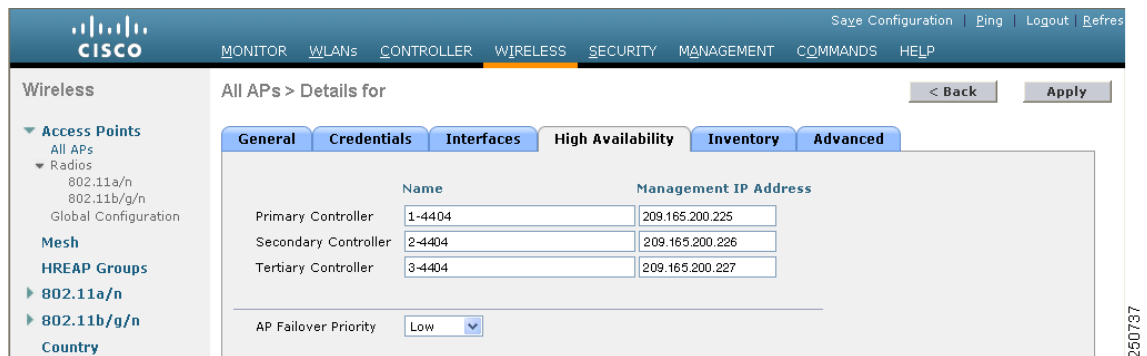 Save Configuration | Ping | Logout | Refres
CISCO
MONITOR WLANs CONTROLLER WIRELESS SECURITY MANAGEMENT COMMANDS HELP
Wireless
All APs > Details for
< Back
Apply
Access Points
All APs
Radios
802.11a/n
802.11b/g/n
Global Configuration
Mesh
HREAP Groups
802.11a/n
802.11b/g/n
Country
General Credentials Interfaces High Availability Inventory Advanced
Name Management IP Address
Primary Controller 1-4404 209.165.200.225
Secondary Controller 2-4404 209.165.200.226
Tertiary Controller 3-4404 209.165.200.227
AP Failover Priority Low
250737